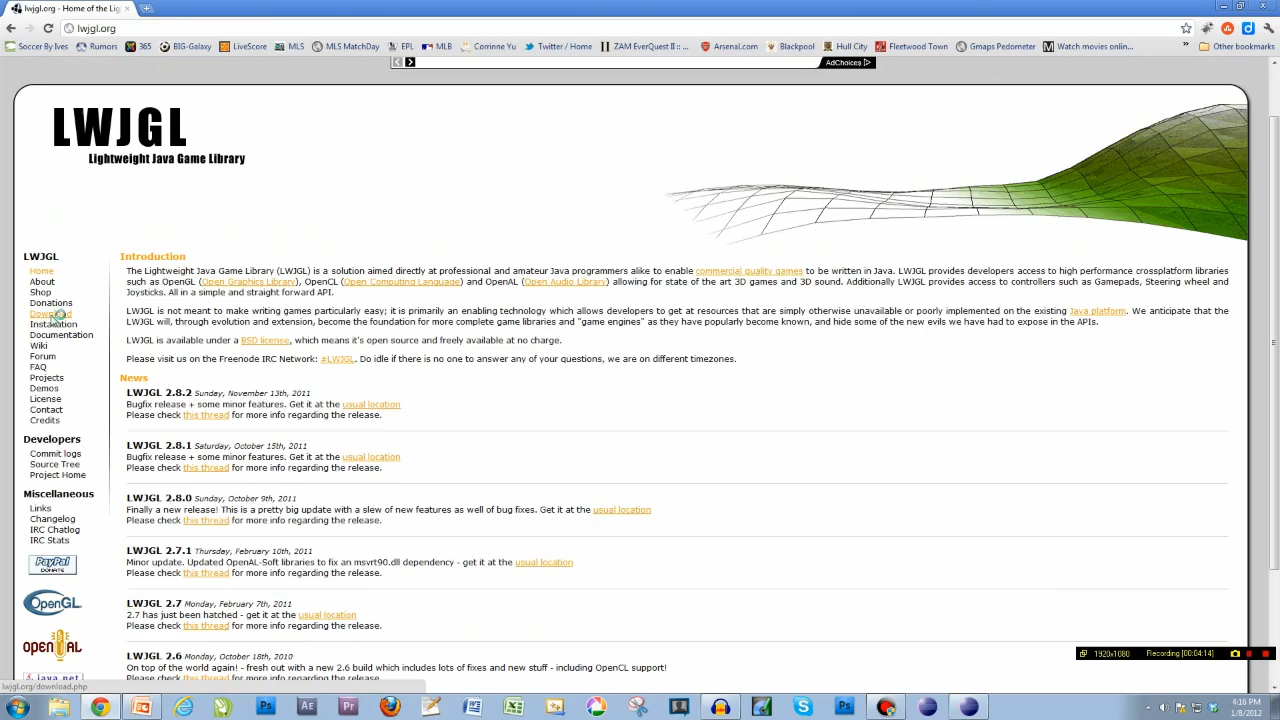 lwjgl.org - Home of the Lig
lwjgl.org
Soccer By Ives
Rumors
365
BIG-Galaxy
LiveScore
MLS
MLS MatchDay
EPL
MLB
Corinne Yu
Twitter / Home
ZAM EverQuest II :: ...
Arsenal.com
Blackpool
Hull City
Fleetwood Town
Gmaps Pedometer
Watch movies onlin...
»
Other bookmarks
AdChoices
LWJGL
Lightweight Java Game Library
LWJGL
Home
About
Shop
Donations
Download
Installation
Documentation
Wiki
Forum
FAQ
Projects
Demos
License
Contact
Credits
Developers
Commit logs
Source Tree
Project Home
Miscellaneous
Links
Changelog
IRC Chatlog
IRC Stats
PayPal
DONATE
OpenGL
OPENAL
java.net
Introduction
The Lightweight Java Game Library (LWJGL) is a solution aimed directly at professional and amateur Java programmers alike to enable commercial quality games to be written in Java. LWJGL provides developers access to high performance crossplatform libraries
such as OpenGL (Open Graphics Library), OpenCL (Open Computing Language) and OpenAL (Open Audio Library) allowing for state of the art 3D games and 3D sound. Additionally LWJGL provides access to controllers such as Gamepads, Steering wheel and
Joysticks. All in a simple and straight forward API.
LWJGL is not meant to make writing games particularly easy; it is primarily an enabling technology which allows developers to get at resources that are simply otherwise unavailable or poorly implemented on the existing Java platform. We anticipate that the
LWJGL will, through evolution and extension, become the foundation for more complete game libraries and "game engines" as they have popularly become known, and hide some of the new evils we have had to expose in the APIs.
LWJGL is available under a BSD license, which means it's open source and freely available at no charge.
Please visit us on the Freenode IRC Network: #LWJGL. Do idle if there is no one to answer any of your questions, we are on different timezones.
News
LWJGL 2.8.2 Sunday, November 13th, 2011
Bugfix release + some minor features. Get it at the usual location
Please check this thread for more info regarding the release.
LWJGL 2.8.1 Saturday, October 15th, 2011
Bugfix release + some minor features. Get it at the usual location
Please check this thread for more info regarding the release.
LWJGL 2.8.0 Sunday, October 9th, 2011
Finally a new release! This is a pretty big update with a slew of new features as well of bug fixes. Get it at the usual location
Please check this thread for more info regarding the release.
LWJGL 2.7.1 Thursday, February 10th, 2011
Minor update. Updated OpenAL-Soft libraries to fix an msvrt90.dll dependency - get it at the usual location
Please check this thread for more info regarding the release.
LWJGL 2.7 Monday, February 7th, 2011
2.7 has just been hatched - get it at the usual location
Please check this thread for more info regarding the release.
LWJGL 2.6 Monday, October 18th, 2010
On top of the world again! - fresh out with a new 2.6 build which includes lots of fixes and new stuff - including OpenCL support!
Please check this thread for more info regarding the release.
1920x1080
Recording [00:04:14]
lwjgl.org/download.php
Ps
Ae
Pr
Ps
4:16 PM
1/8/2012